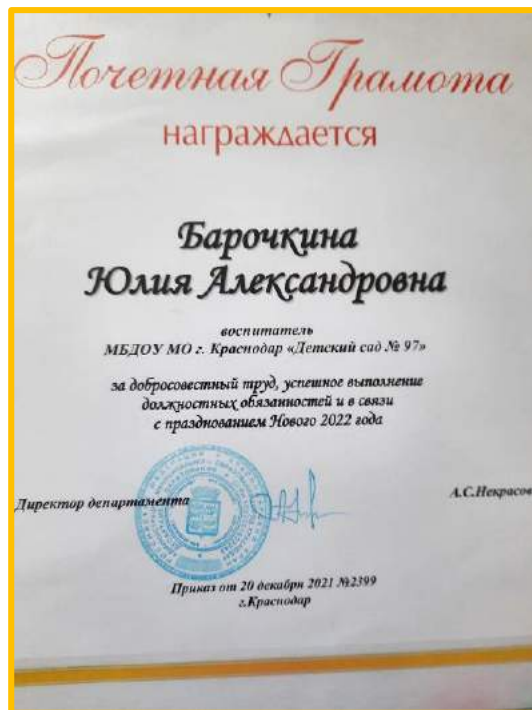 Почетная Грамота
награждается
Барочкина
Юлия Александровна
воспитатель
МБДОУ МО г. Краснодар «Детский сад № 97»
за добросовестный труд, успешное выполнение
должностных обязанностей и в связи
с празднованием Нового 2022 года
Директор департамента
А.С.Некрасов
Приказ от 20 декабря 2021 №2399
г.Краснодар